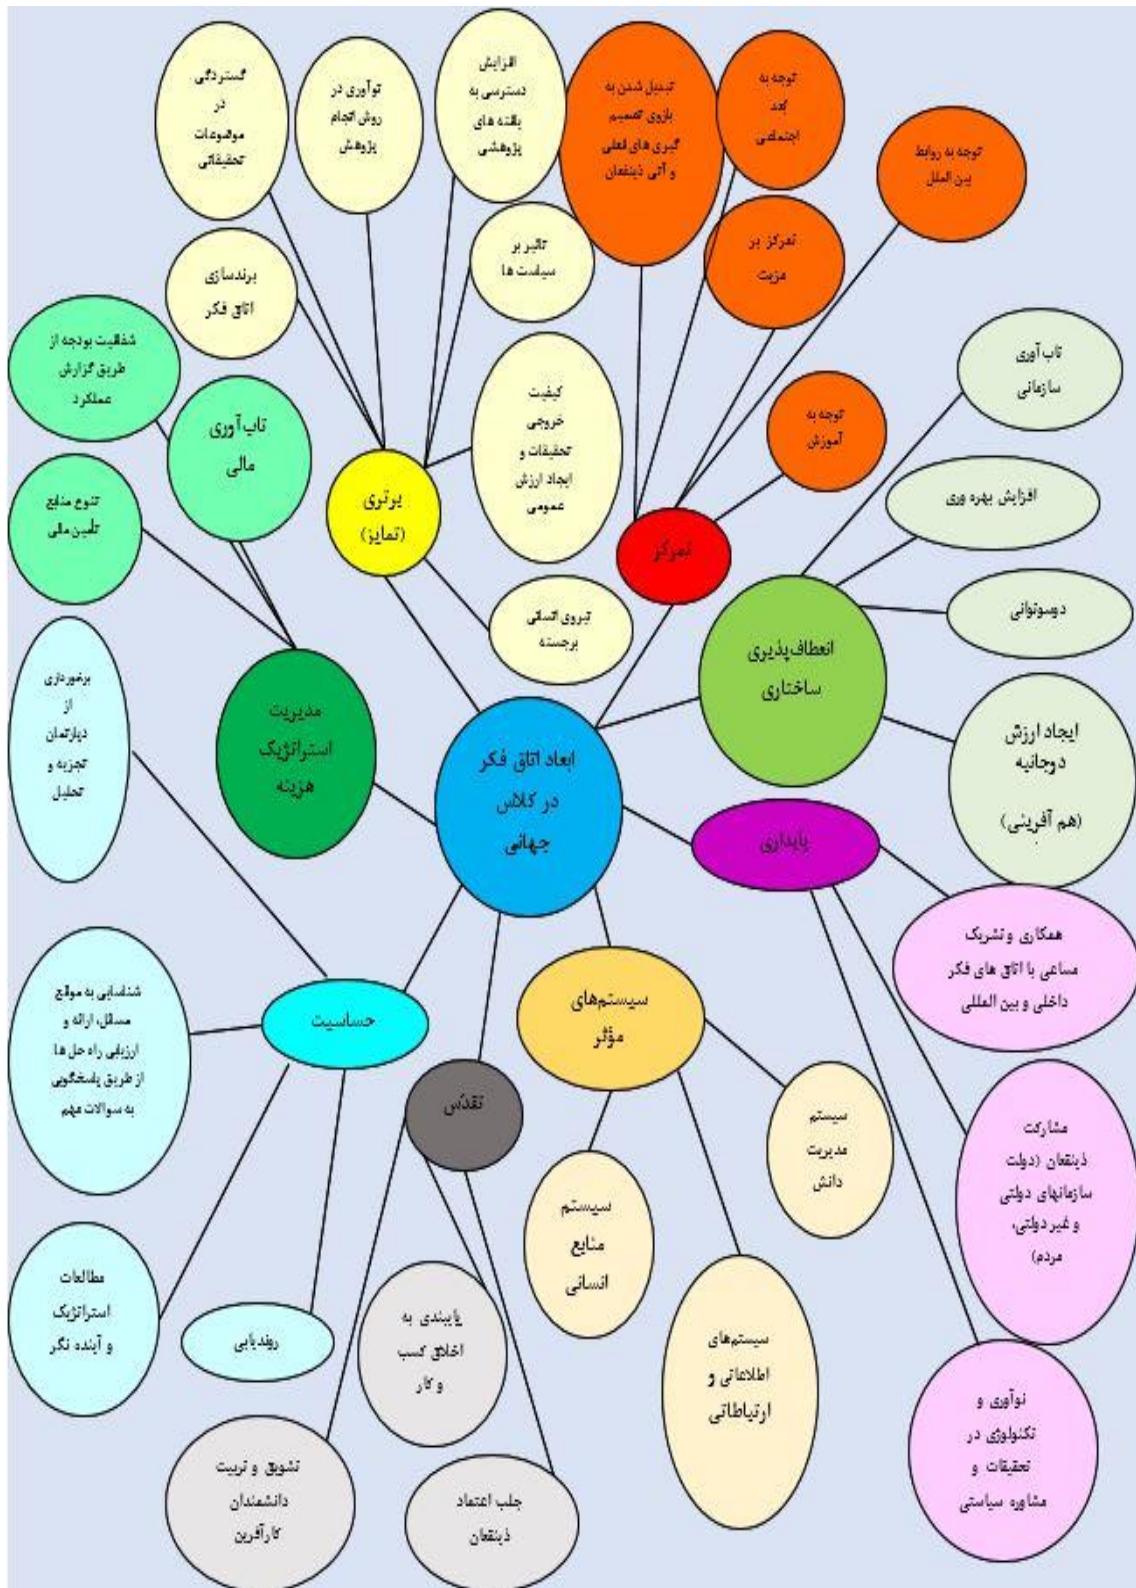 گستردگی
در
موضوعات
تحقیقاتی
نوآوری در
روش انجام
پژوهش
افزایش
دسترسی به
یافته های
پژوهشی
تبدیل شدن به
بازوی تصمیم
گیری های فعلی
و آتی ذینفعان
توجه به
بُعد
اجتماعی
توجه به روابط
بین الملل
برندسازی
اتاق فکر
تاثیر بر
سیاست ها
تمرکز بر
مزیت
شفافیت بودجه از
طریق گزارش
عملکرد
تاب آوری
مالی
کیفیت
خروجی
تحقیقات و
ایجاد ارزش
عمومی
توجه به
آموزش
تاب آوری
سازمانی
تنوع منابع
تأمین مالی
برتری
(تمایز)
تمرکز
افزایش بهره وری
نیروی انسانی
برجسته
انعطاف‌پذیری
ساختاری
دوسوتوانی
برخورداری
از
دپارتمان
تجزیه و
تحلیل
مدیریت
استراتژیک
هزینه
ابعاد اتاق فکر
در کلاس
جهانی
ایجاد ارزش
دوجانبه
(هم آفرینی)
پایداری
همکاری و تشریک
مساعی با اتاق های فکر
داخلی و بین المللی
شناسایی به موقع
مسائل، ارائه و
ارزیابی راه حل ها
از طریق پاسخگویی
به سوالات مهم
حساسیت
سیستم‌های
مؤثر
تقدّس
سیستم
مدیریت
دانش
مشارکت
ذینفعان (دولت
سازمانهای دولتی
و غیر دولتی،
مردم)
سیستم
منابع
انسانی
مطالعات
استراتژیک
و آینده نگر
روندیابی
پایبندی به
اخلاق کسب
و کار
سیستم‌های
اطلاعاتی و
ارتباطاتی
نوآوری و
تکنولوژی در
تحقیقات و
مشاوره سیاستی
تشویق و تربیت
دانشمندان
کارآفرین
جلب اعتماد
ذینفعان